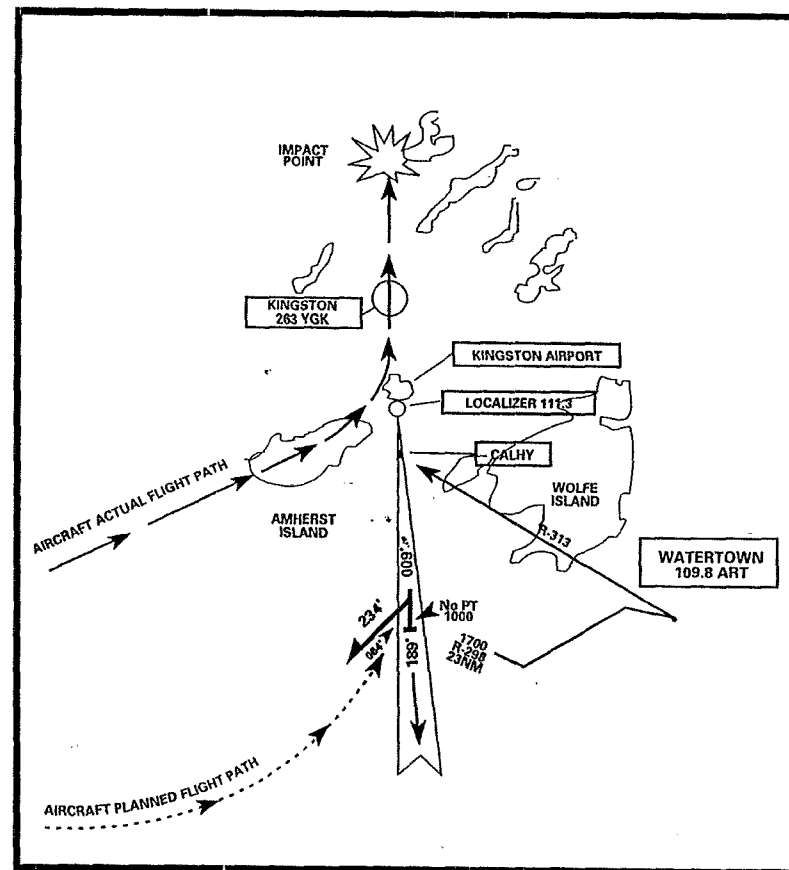 IMPACT
POINT
KINGSTON
263 YGK
KINGSTON AIRPORT
LOCALIZER 111.3
CALHY
AIRCRAFT ACTUAL FLIGHT PATH
AMHERST
ISLAND
WOLFE
ISLAND
R-313
WATERTOWN
109.8 ART
009°
No PT
1000
234°
064°
189°
1700
R-298
23NM
AIRCRAFT PLANNED FLIGHT PATH